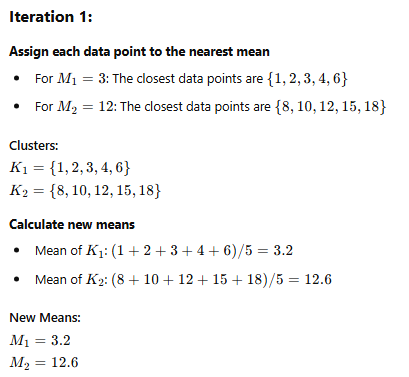 Iteration 1:
Assign each data point to the nearest mean
• For M₁ = 3: The closest data points are {1, 2, 3, 4, 6}
• For M₂ = 12: The closest data points are {8, 10, 12, 15, 18}
Clusters:
K₁ = {1, 2, 3, 4, 6}
K₂ = {8, 10, 12, 15, 18}
Calculate new means
• Mean of K₁: (1 + 2 + 3 + 4 + 6)/5 = 3.2
• Mean of K₂: (8 + 10 + 12 + 15 + 18)/5 = 12.6
New Means:
M₁ = 3.2
M₂ = 12.6